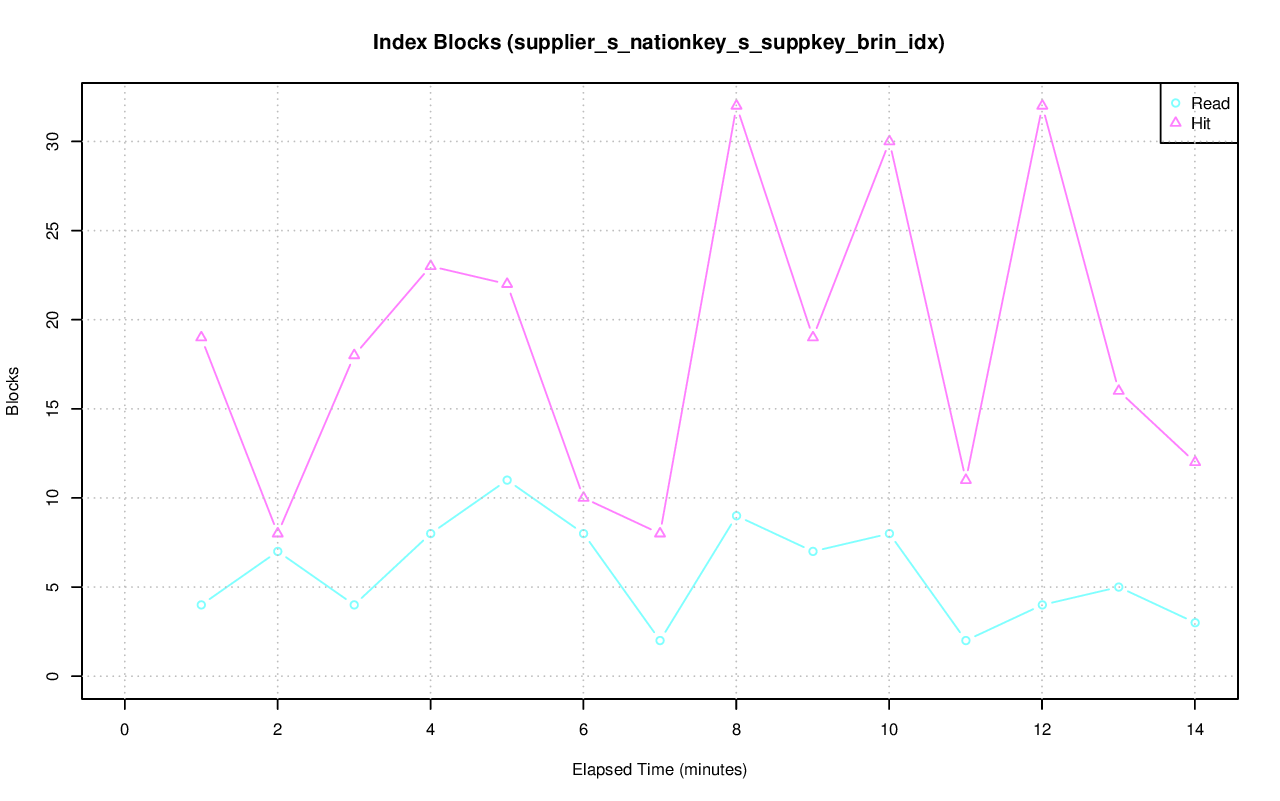 Index Blocks (supplier_s_nationkey_s_suppkey_brin_idx)
Read
Hit
30
25
20
15
10
5
0
Blocks
0 2 4 6 8 10 12 14
Elapsed Time (minutes)